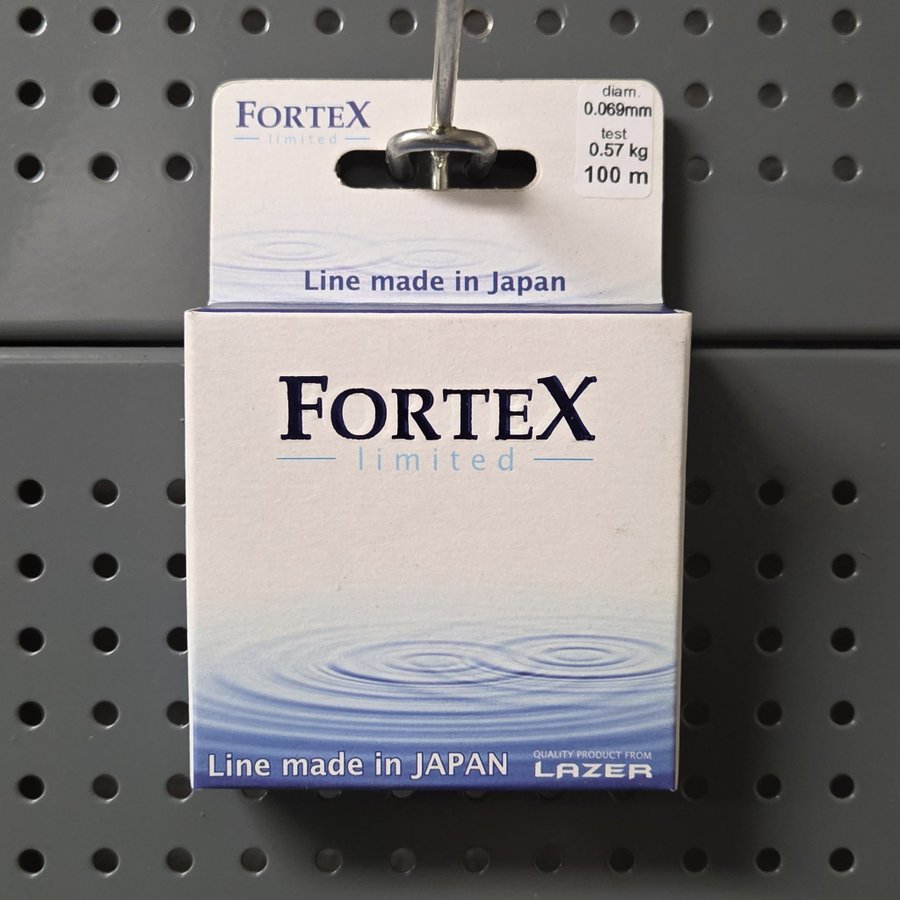 FORTEX
limited
diam.
0.069mm
test
0.57 kg
100 m
Line made in Japan
FORTEX
limited
Line made in JAPAN
QUALITY PRODUCT FROM
LAZER